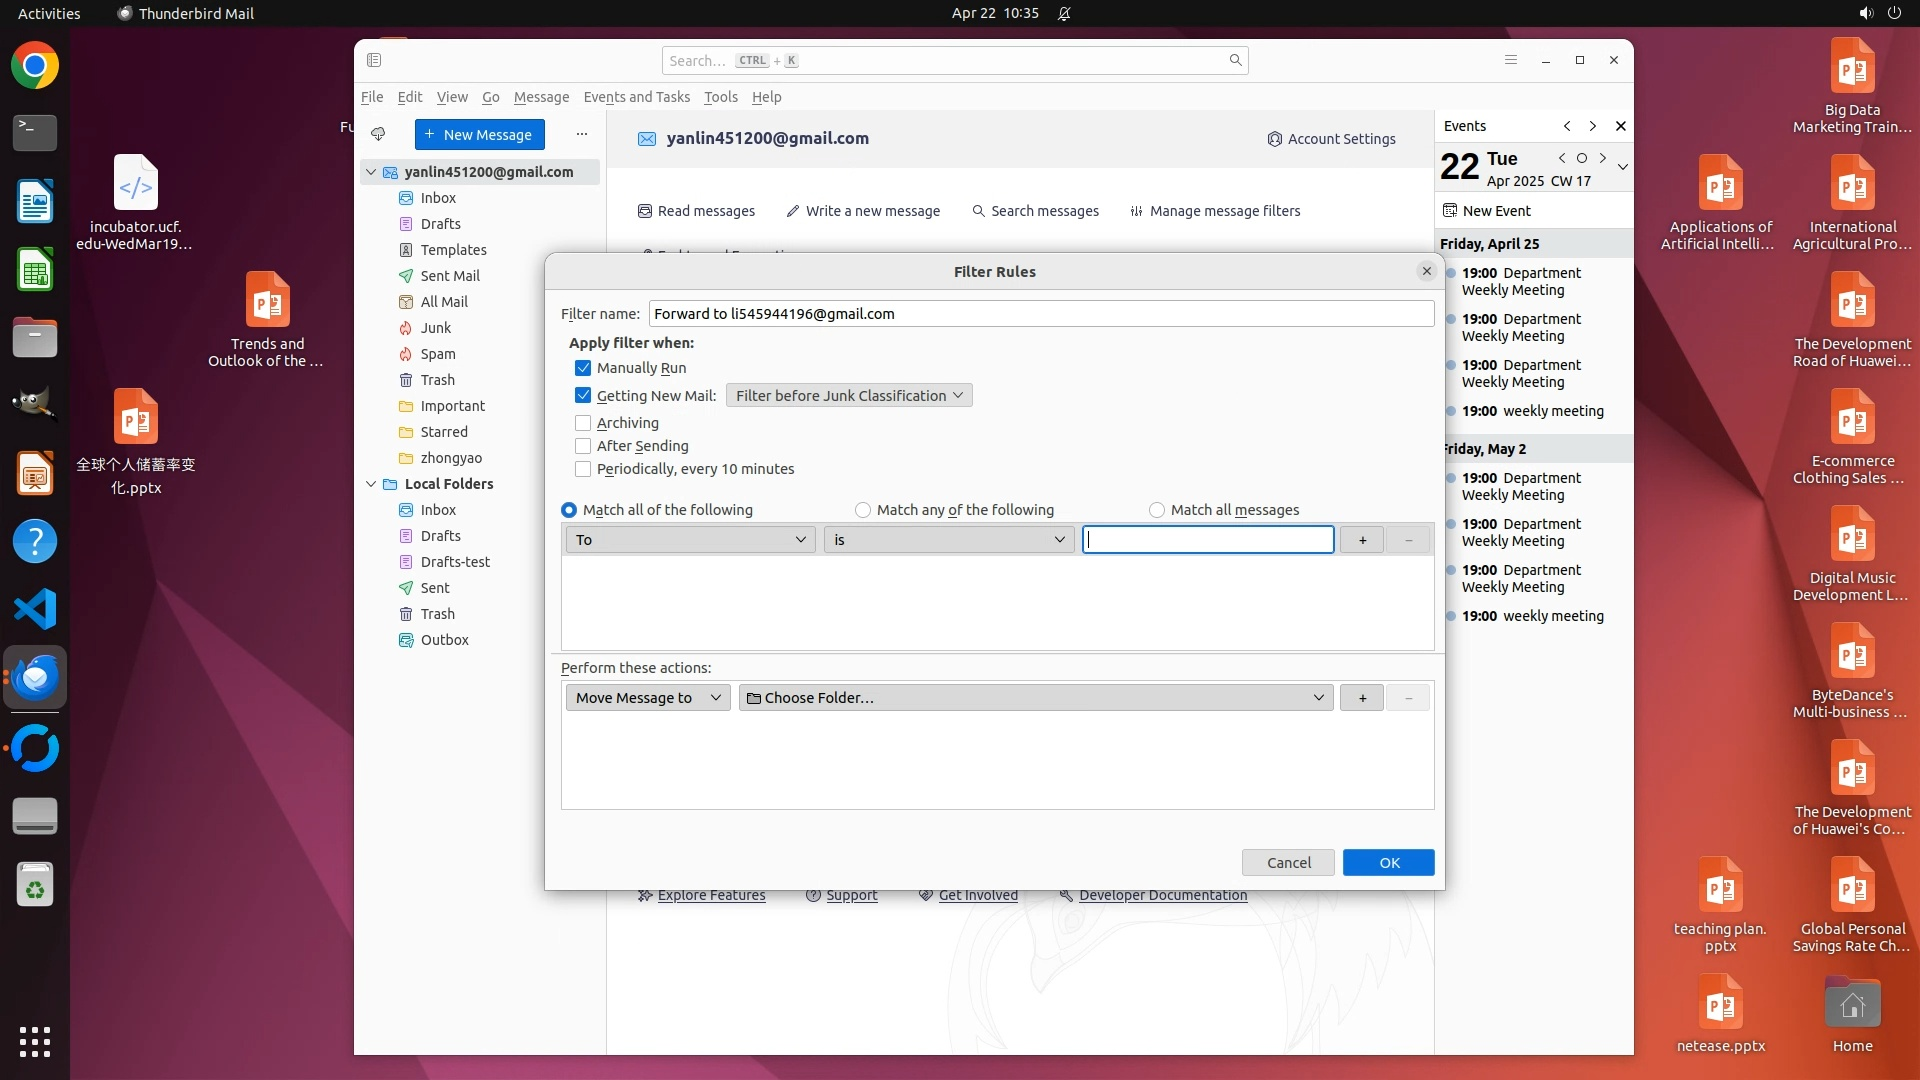 Activities
Thunderbird Mail
Apr 22 10:35
Search… CTRL + K
File Edit View Go Message Events and Tasks Tools Help
+ New Message
yanlin451200@gmail.com
Inbox
Drafts
Templates
Sent Mail
All Mail
Junk
Spam
Trash
Important
Starred
zhongyao
Local Folders
Inbox
Drafts
Drafts-test
Sent
Trash
Outbox
yanlin451200@gmail.com
Account Settings
Read messages Write a new message Search messages Manage message filters
Filter Rules
Filter name: Forward to li545944196@gmail.com
Apply filter when:
Manually Run
Getting New Mail: Filter before Junk Classification
Archiving
After Sending
Periodically, every 10 minutes
Match all of the following Match any of the following Match all messages
To is + −
Perform these actions:
Move Message to Choose Folder… + −
Cancel OK
Explore Features Support Get Involved Developer Documentation
Events
22 Tue
Apr 2025 CW 17
New Event
Friday, April 25
19:00 Department
Weekly Meeting
19:00 Department
Weekly Meeting
19:00 Department
Weekly Meeting
19:00 weekly meeting
Friday, May 2
19:00 Department
Weekly Meeting
19:00 Department
Weekly Meeting
19:00 Department
Weekly Meeting
19:00 weekly meeting
Fu
incubator.ucf.
edu-WedMar19...
Trends and
Outlook of the ...
全球个人储蓄率变
化.pptx
Big Data
Marketing Train...
Applications of
Artificial Intelli...
International
Agricultural Pro...
The Development
Road of Huawei...
E-commerce
Clothing Sales ...
Digital Music
Development L...
ByteDance's
Multi-business ...
The Development
of Huawei's Co...
teaching plan.
pptx
Global Personal
Savings Rate Ch...
netease.pptx
Home